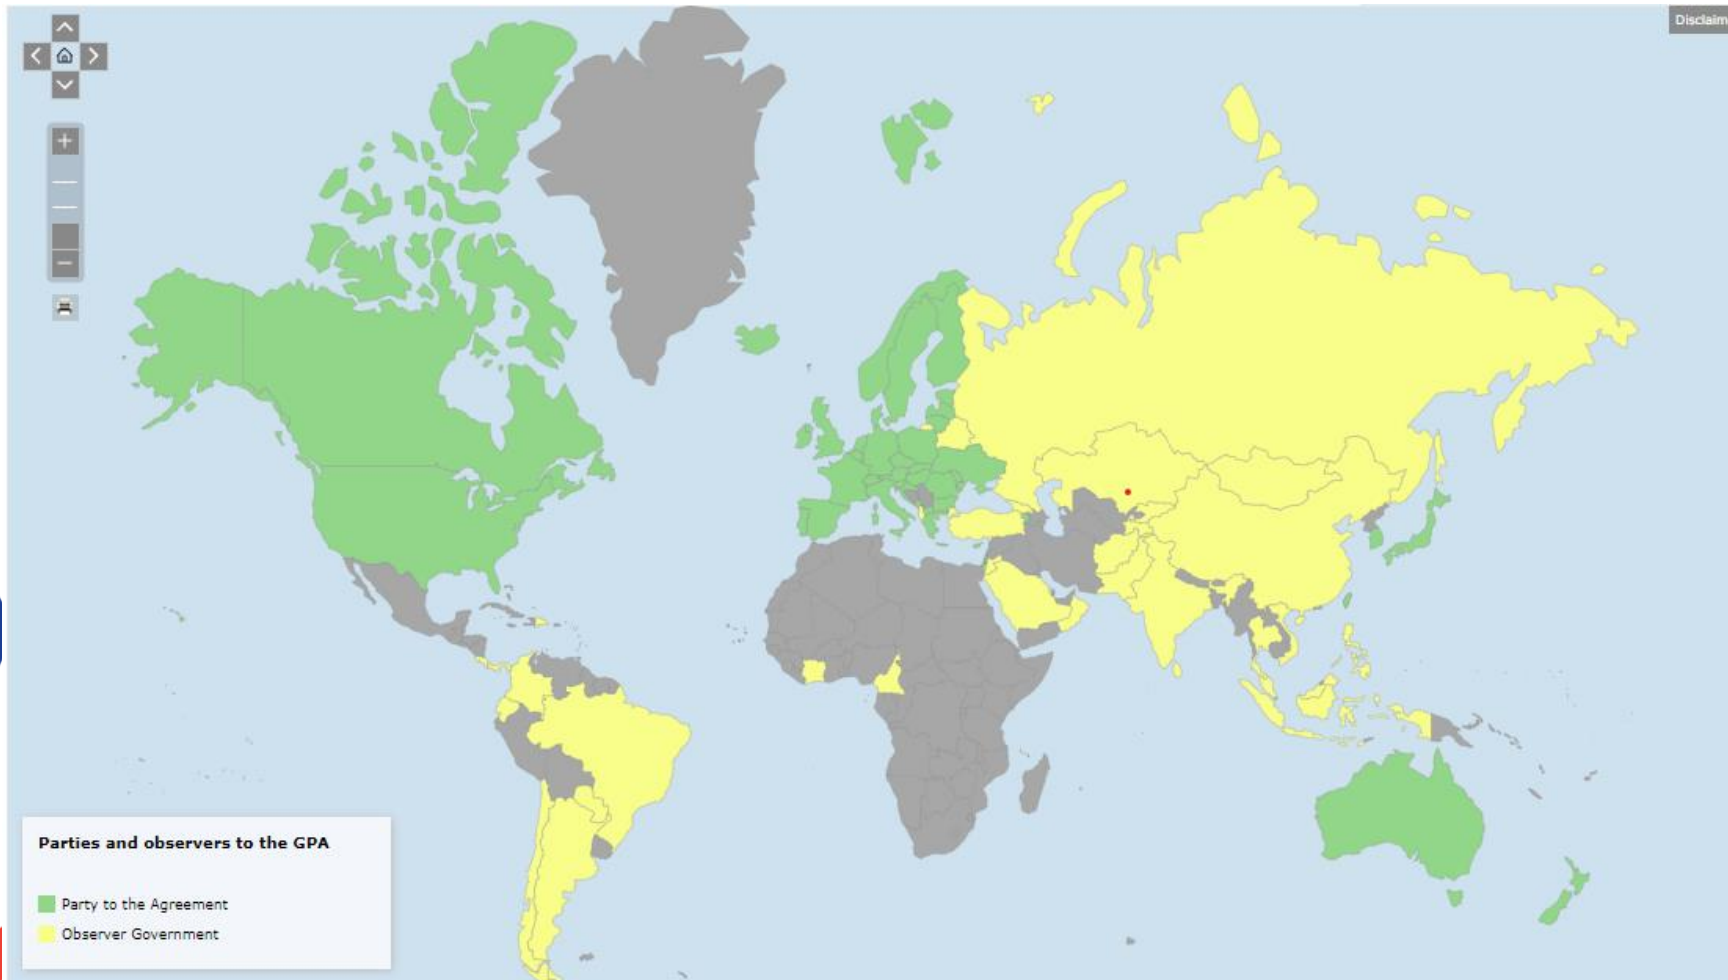 Disclaim
Parties and observers to the GPA
Party to the Agreement
Observer Government